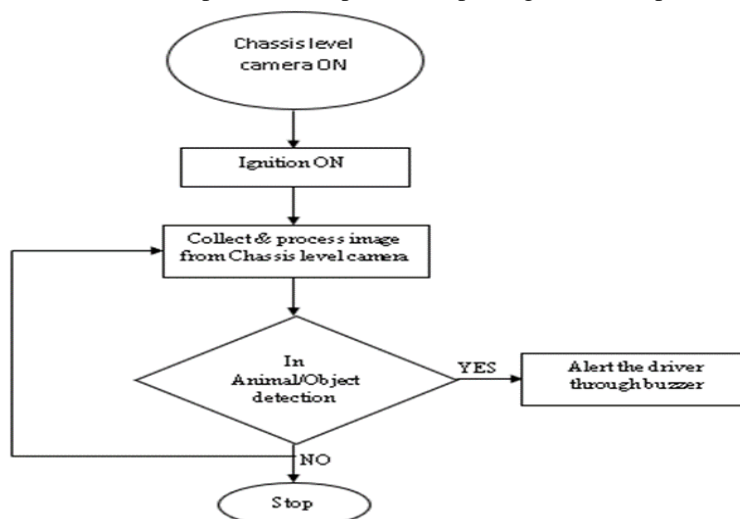 Chassis level
camera ON
Ignition ON
Collect & process image
from Chassis level camera
In
Animal/Object
detection
YES
Alert the driver
through buzzer
NO
Stop